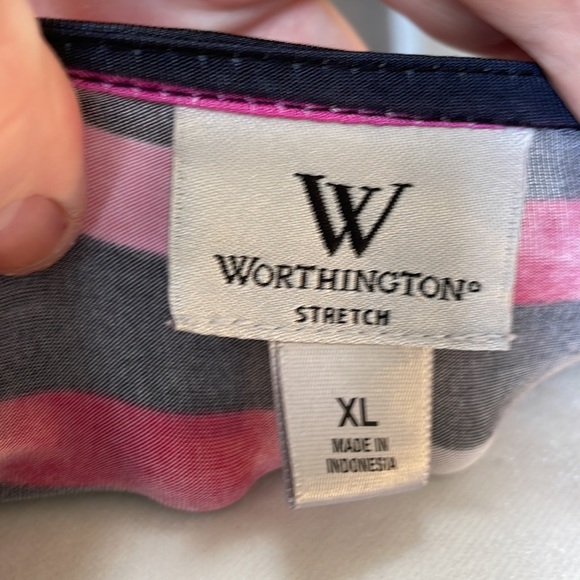 W
WORTHINGTON®
STRETCH
XL
MADE IN
INDONESIA